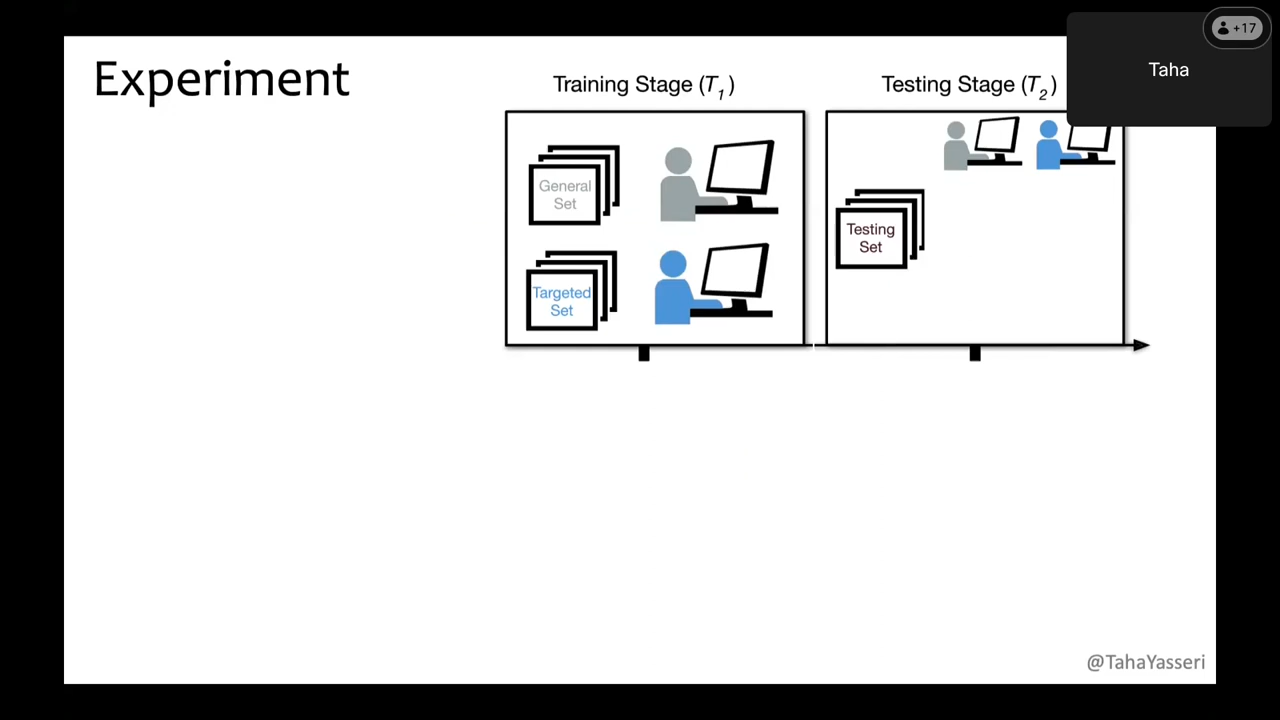 Experiment
Training Stage (T1)
Testing Stage (T2)
Taha
+17
General
Set
Targeted
Set
Testing
Set
@TahaYasseri